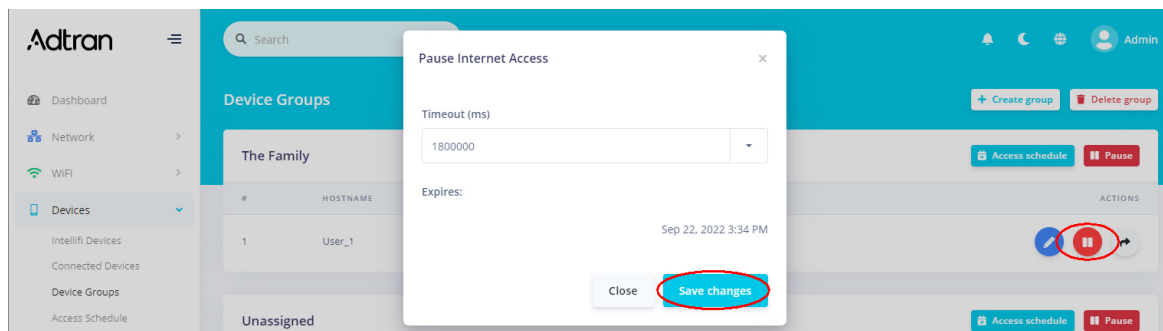 Adtran
Search
Admin
Pause Internet Access
Dashboard
Network
WiFi
Devices
Intellifi Devices
Connected Devices
Device Groups
Access Schedule
Device Groups
+ Create group
Delete group
The Family
Access schedule
Pause
# HOSTNAME ACTIONS
1 User_1
Unassigned
Access schedule
Pause
Timeout (ms)
1800000
Expires:
Sep 22, 2022 3:34 PM
Close
Save changes